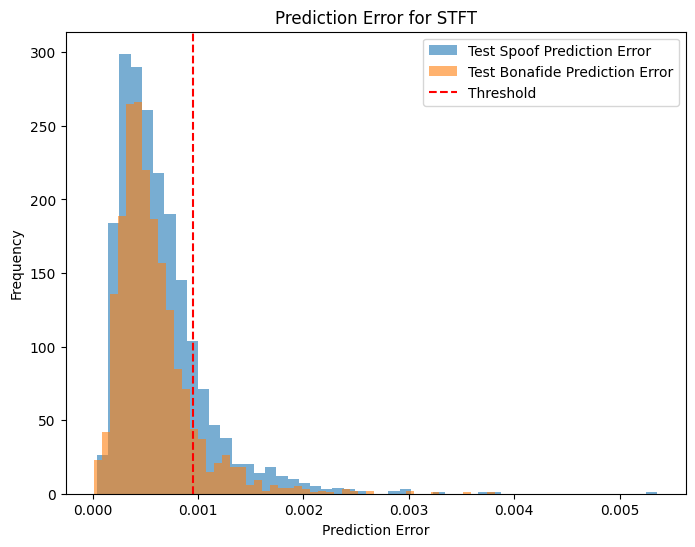 Prediction Error for STFT
Test Spoof Prediction Error
Test Bonafide Prediction Error
Threshold
Frequency
300
250
200
150
100
50
0
0.000 0.001 0.002 0.003 0.004 0.005
Prediction Error